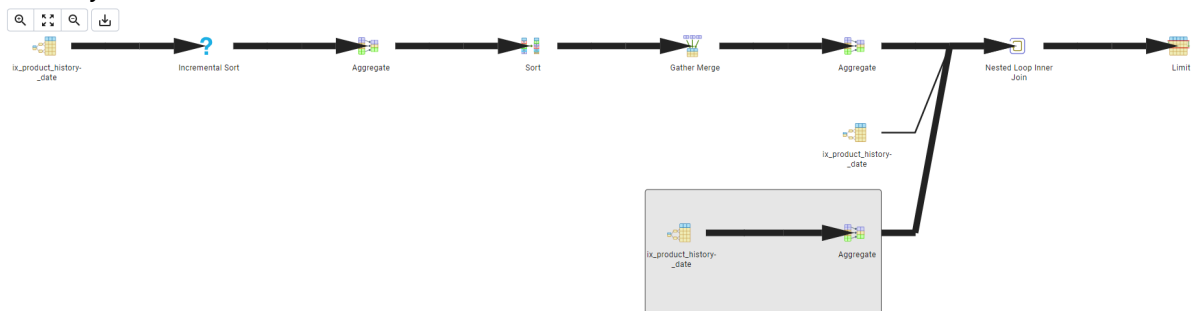 ix_product_history-
_date
Incremental Sort
Aggregate
Sort
Gather Merge
Aggregate
Nested Loop Inner
Join
Limit
ix_product_history-
_date
ix_product_history-
_date
Aggregate